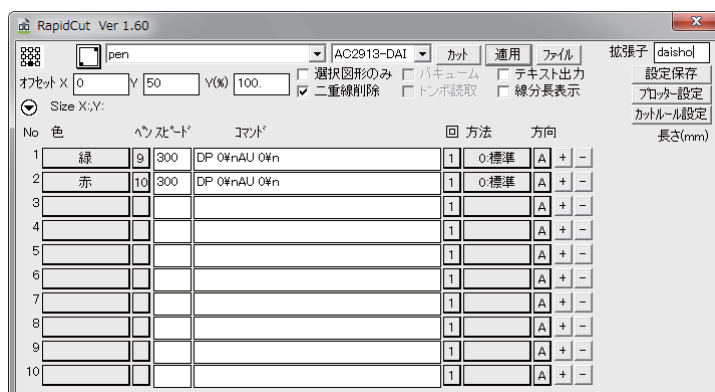 RapidCut Ver 1.60
pen AC2913-DAI カット 適用 ファイル 拡張子 daisho
オフセット X 0 Y 50 Y(%) 100. 選択図形のみ バキューム テキスト出力 設定保存
二重線削除 トンボ読取 線分長表示 プロッター設定
Size X:,Y: カットルール設定
No 色 ペン スピード コマンド 回 方法 方向 長さ(mm)
1 緑 9 300 DP 0¥nAU 0¥n 1 0:標準 A + -
2 赤 10 300 DP 0¥nAU 0¥n 1 0:標準 A + -
3 1 A + -
4 1 A + -
5 1 A + -
6 1 A + -
7 1 A + -
8 1 A + -
9 1 A + -
10 1 A + -